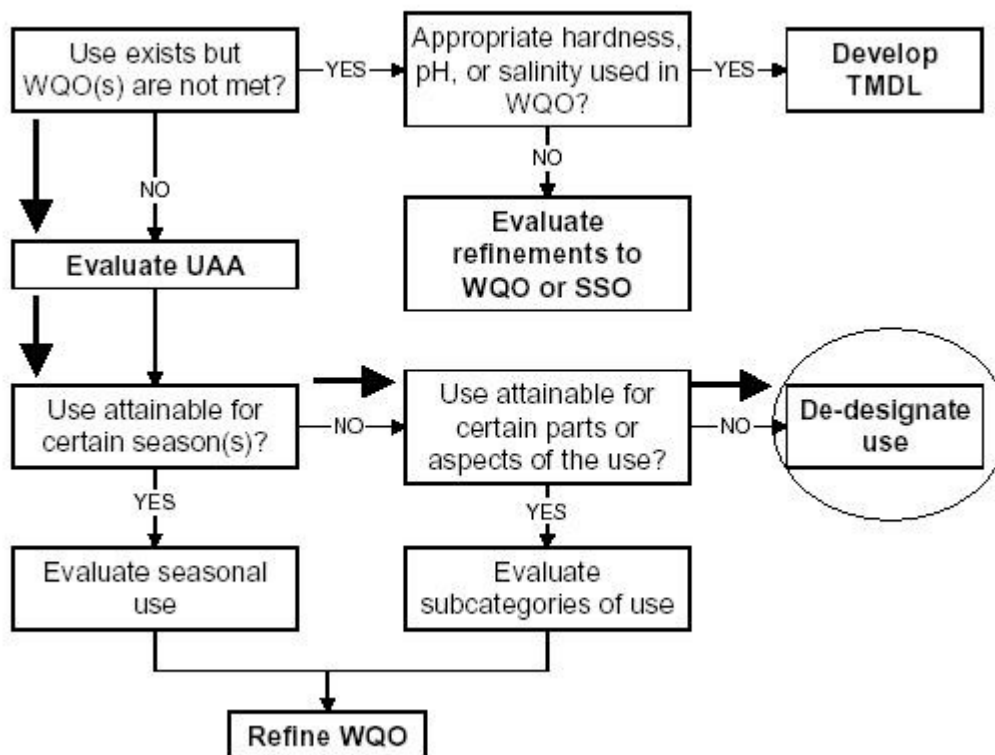 Use exists but
WQO(s) are not met?
YES
Appropriate hardness,
pH, or salinity used in
WQO?
YES
Develop
TMDL
NO
NO
Evaluate
refinements to
WQO or SSO
Evaluate UAA
Use attainable for
certain season(s)?
NO
Use attainable for
certain parts or
aspects of the use?
NO
De-designate
use
YES
YES
Evaluate seasonal
use
Evaluate
subcategories of use
Refine WQO